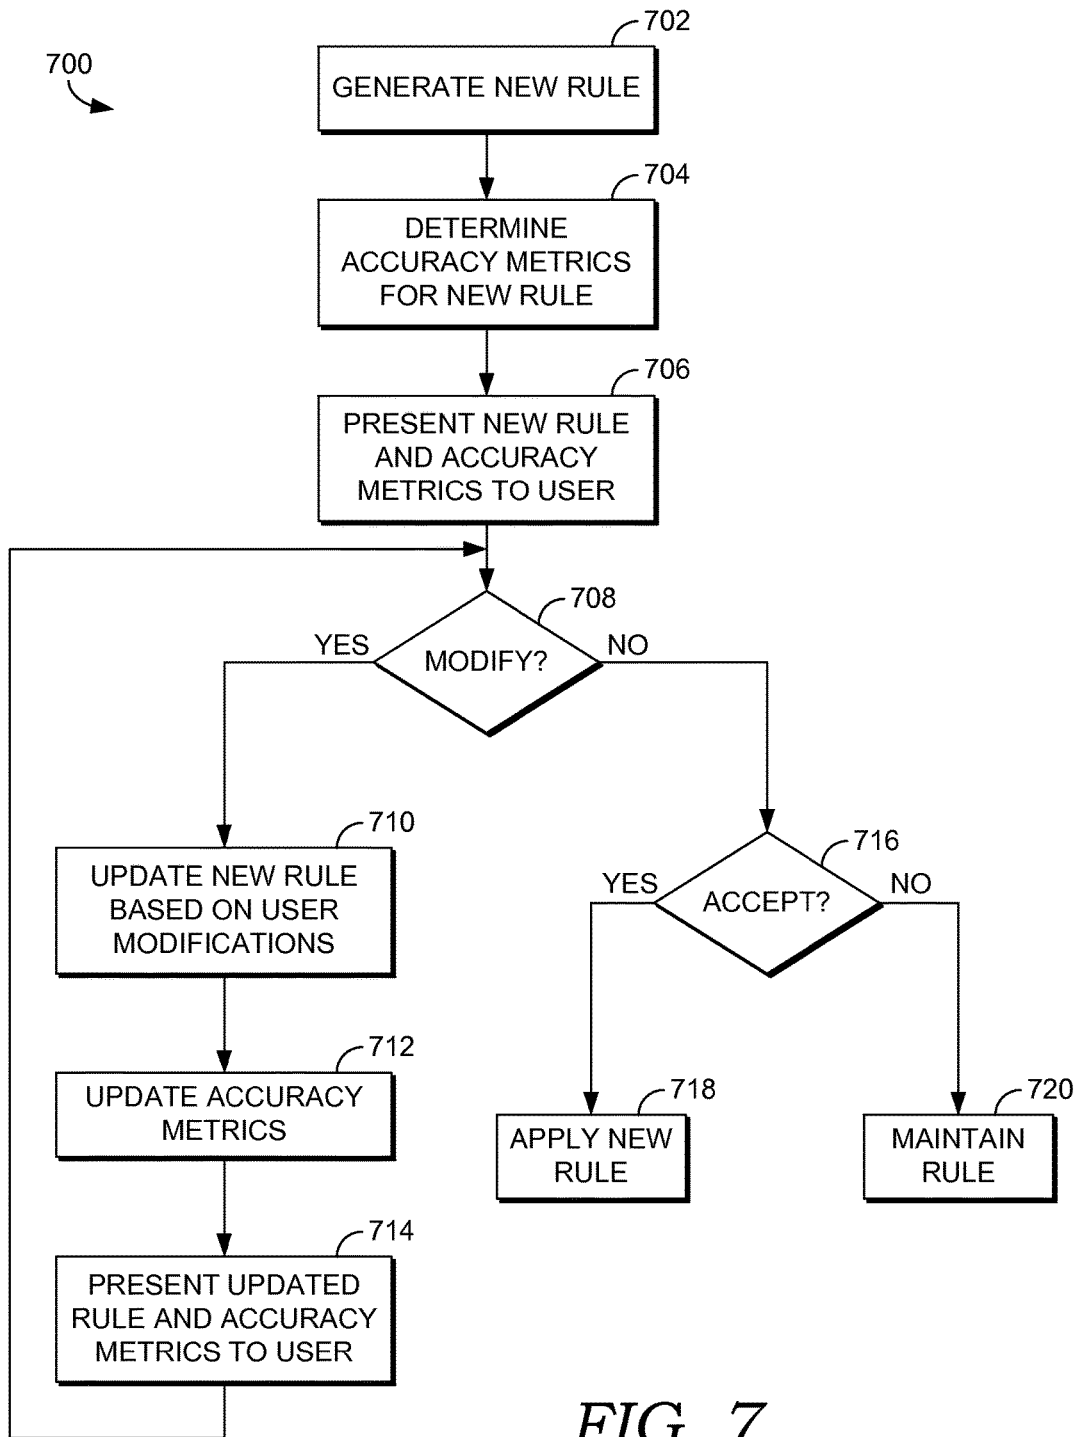 702
700
GENERATE NEW RULE
704
DETERMINE
ACCURACY METRICS
FOR NEW RULE
706
PRESENT NEW RULE
AND ACCURACY
METRICS TO USER
708
YES
MODIFY?
NO
710
UPDATE NEW RULE
BASED ON USER
MODIFICATIONS
716
YES
ACCEPT?
NO
712
UPDATE ACCURACY
METRICS
718
APPLY NEW
RULE
720
MAINTAIN
RULE
714
PRESENT UPDATED
RULE AND ACCURACY
METRICS TO USER
FIG. 7